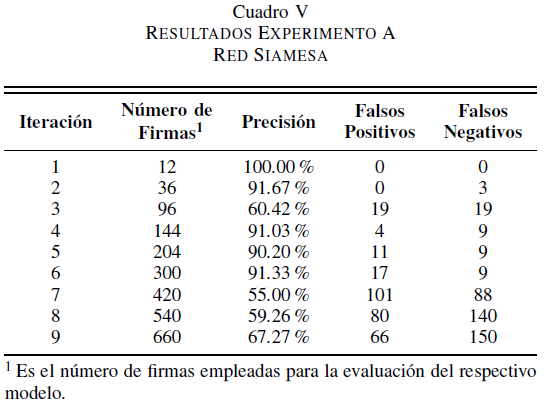 Cuadro V
RESULTADOS EXPERIMENTO A
RED SIAMESA
Iteración Número de Firmas¹ Precisión Falsos Positivos Falsos Negativos
1 12 100.00 % 0 0
2 36 91.67 % 0 3
3 96 60.42 % 19 19
4 144 91.03 % 4 9
5 204 90.20 % 11 9
6 300 91.33 % 17 9
7 420 55.00 % 101 88
8 540 59.26 % 80 140
9 660 67.27 % 66 150
¹ Es el número de firmas empleadas para la evaluación del respectivo
modelo.